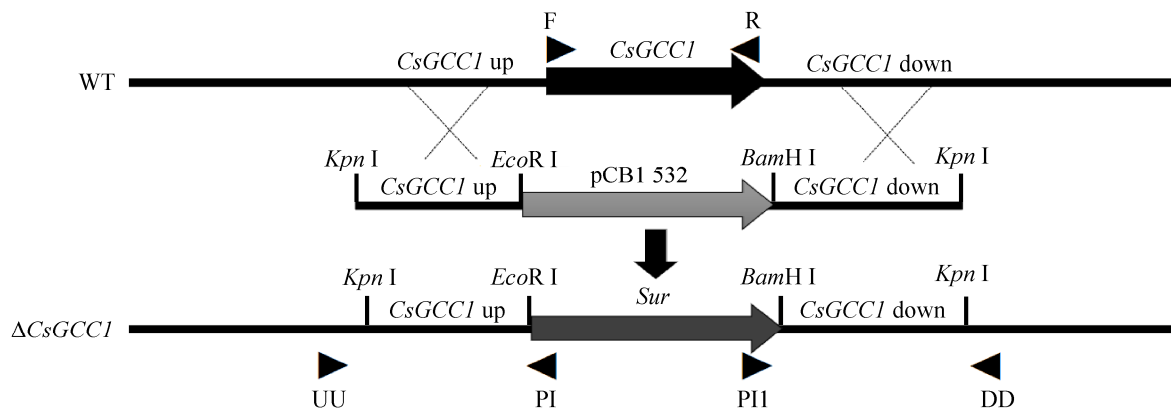 F R
CsGCC1 up CsGCC1 CsGCC1 down
WT
Kpn I EcoR I BamH I Kpn I
CsGCC1 up pCB1 532 CsGCC1 down
Kpn I EcoR I Sur BamH I Kpn I
CsGCC1 up CsGCC1 down
ΔCsGCC1
UU PI PI1 DD